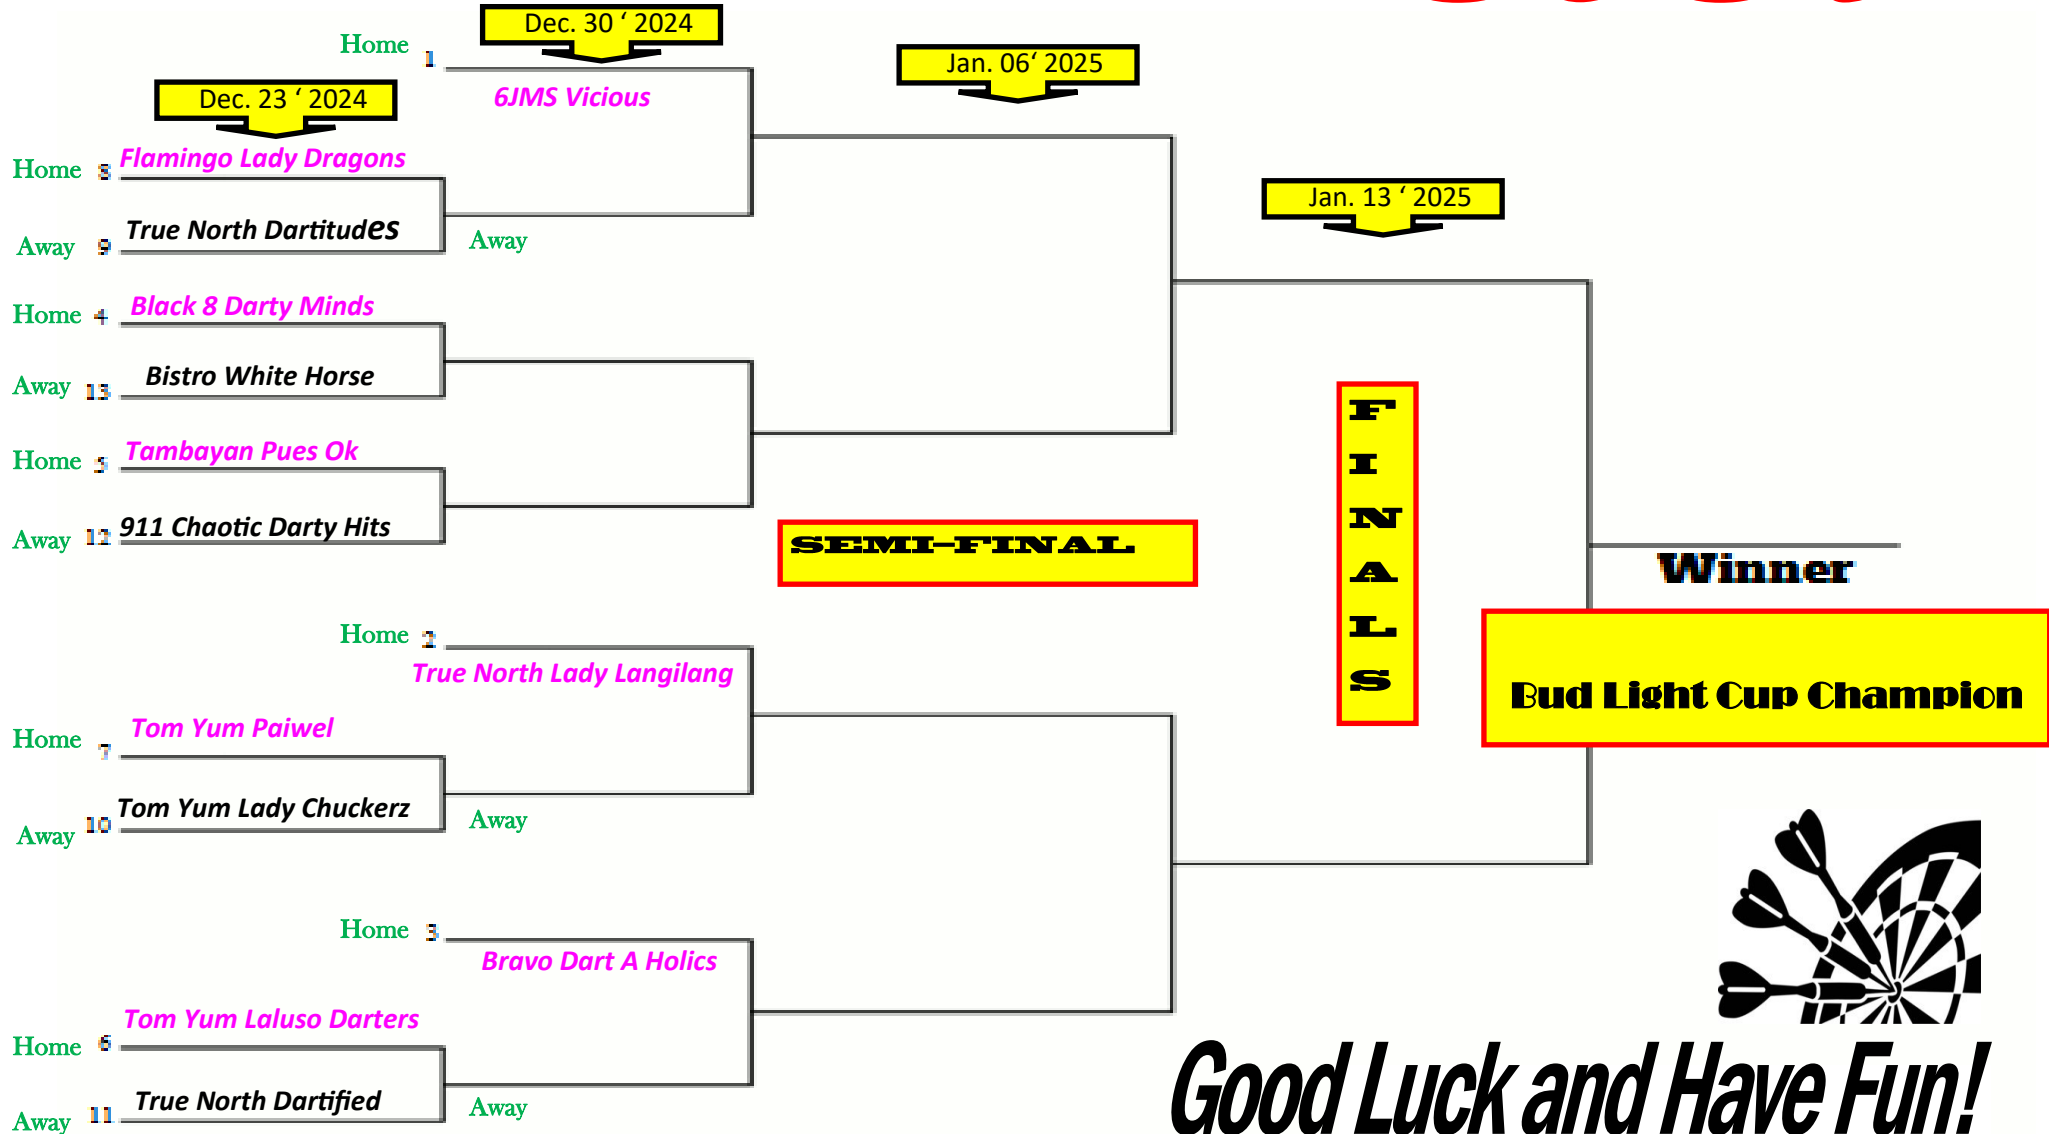 Dec. 30 ‘ 2024
Home 1
Jan. 06‘ 2025
6JMS Vicious
Dec. 23 ‘ 2024
Home 8 Flamingo Lady Dragons
Jan. 13 ‘ 2025
Away 9 True North Dartitudes
Away
Home 4 Black 8 Darty Minds
Away 13 Bistro White Horse
Home 5 Tambayan Pues Ok
Away 12 911 Chaotic Darty Hits
SEMI-FINAL
FINALS
Winner
Home 2
True North Lady Langilang
Bud Light Cup Champion
Home 7 Tom Yum Paiwel
Away 10 Tom Yum Lady Chuckerz
Away
Home 3
Bravo Dart A Holics
Home 6 Tom Yum Laluso Darters
Away 11 True North Dartified
Away
Good Luck and Have Fun!